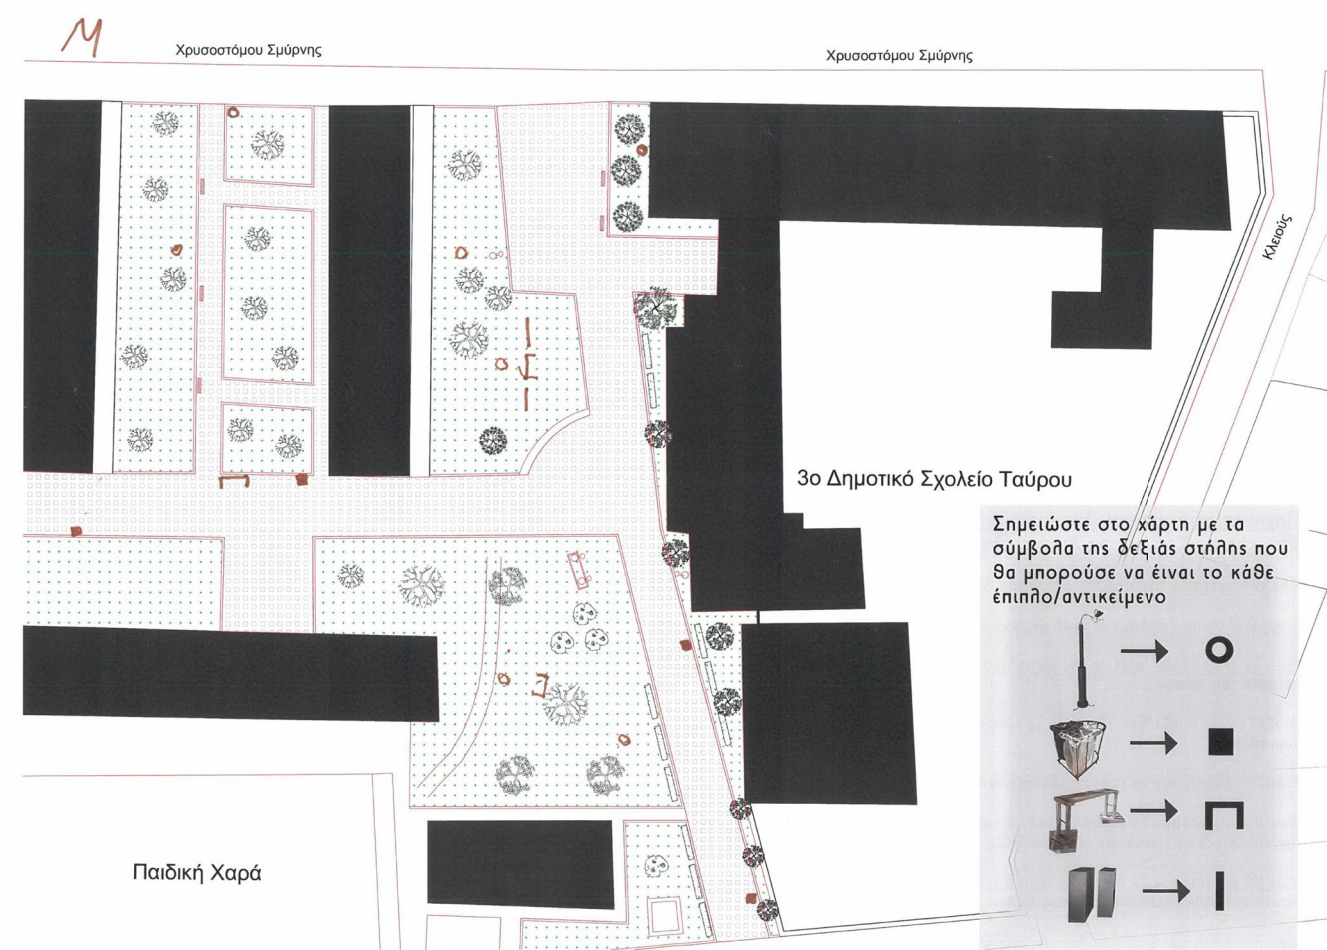 M
Χρυσοστόμου Σμύρνης
Χρυσοστόμου Σμύρνης
Κλειούς
3ο Δημοτικό Σχολείο Ταύρου
Σημειώστε στο χάρτη με τα
σύμβολα της δεξιάς στήλης που
θα μπορούσε να έιναι το κάθε
έπιπλο/αντικείμενο
Παιδική Χαρά